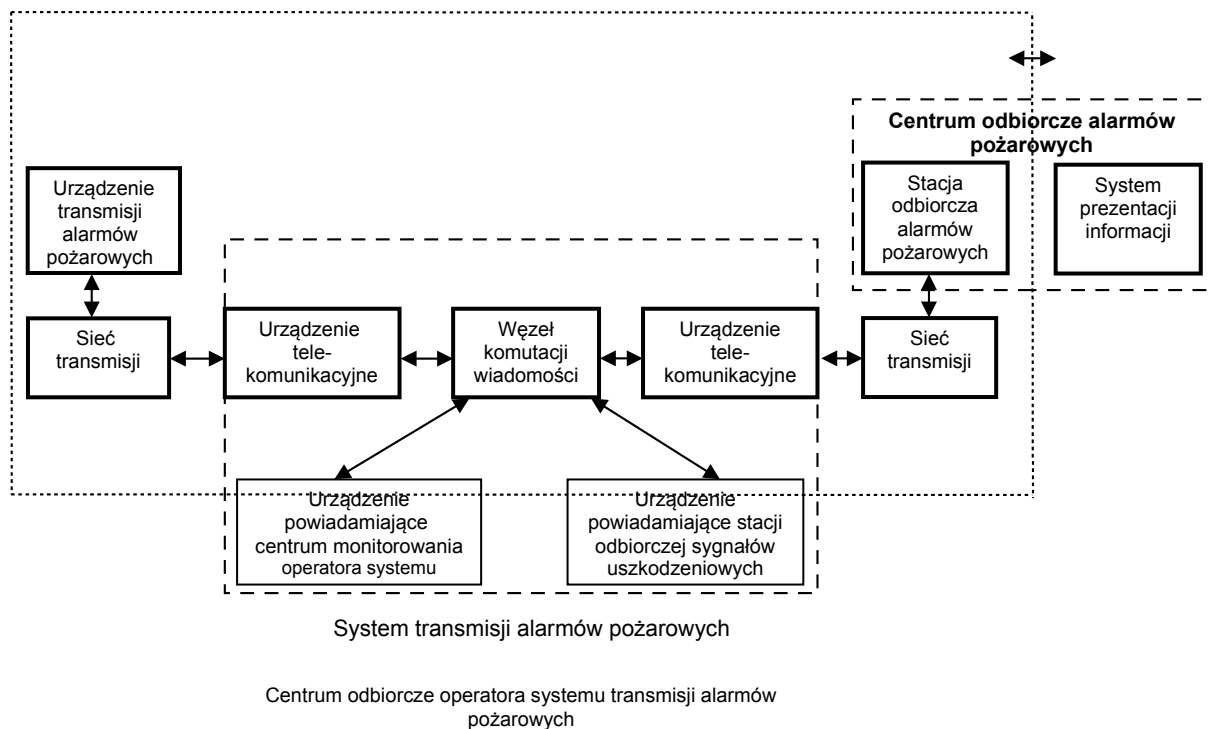 Centrum odbiorcze alarmów
pożarowych
Urządzenie
transmisji
alarmów
pożarowych
Stacja
odbiorcza
alarmów
pożarowych
System
prezentacji
informacji
Sieć
transmisji
Urządzenie
tele-
komunikacyjne
Węzeł
komutacji
wiadomości
Urządzenie
tele-
komunikacyjne
Sieć
transmisji
Urządzenie
powiadamiające
centrum monitorowania
operatora systemu
Urządzenie
powiadamiające stacji
odbiorczej sygnałów
uszkodzeniowych
System transmisji alarmów pożarowych
Centrum odbiorcze operatora systemu transmisji alarmów
pożarowych